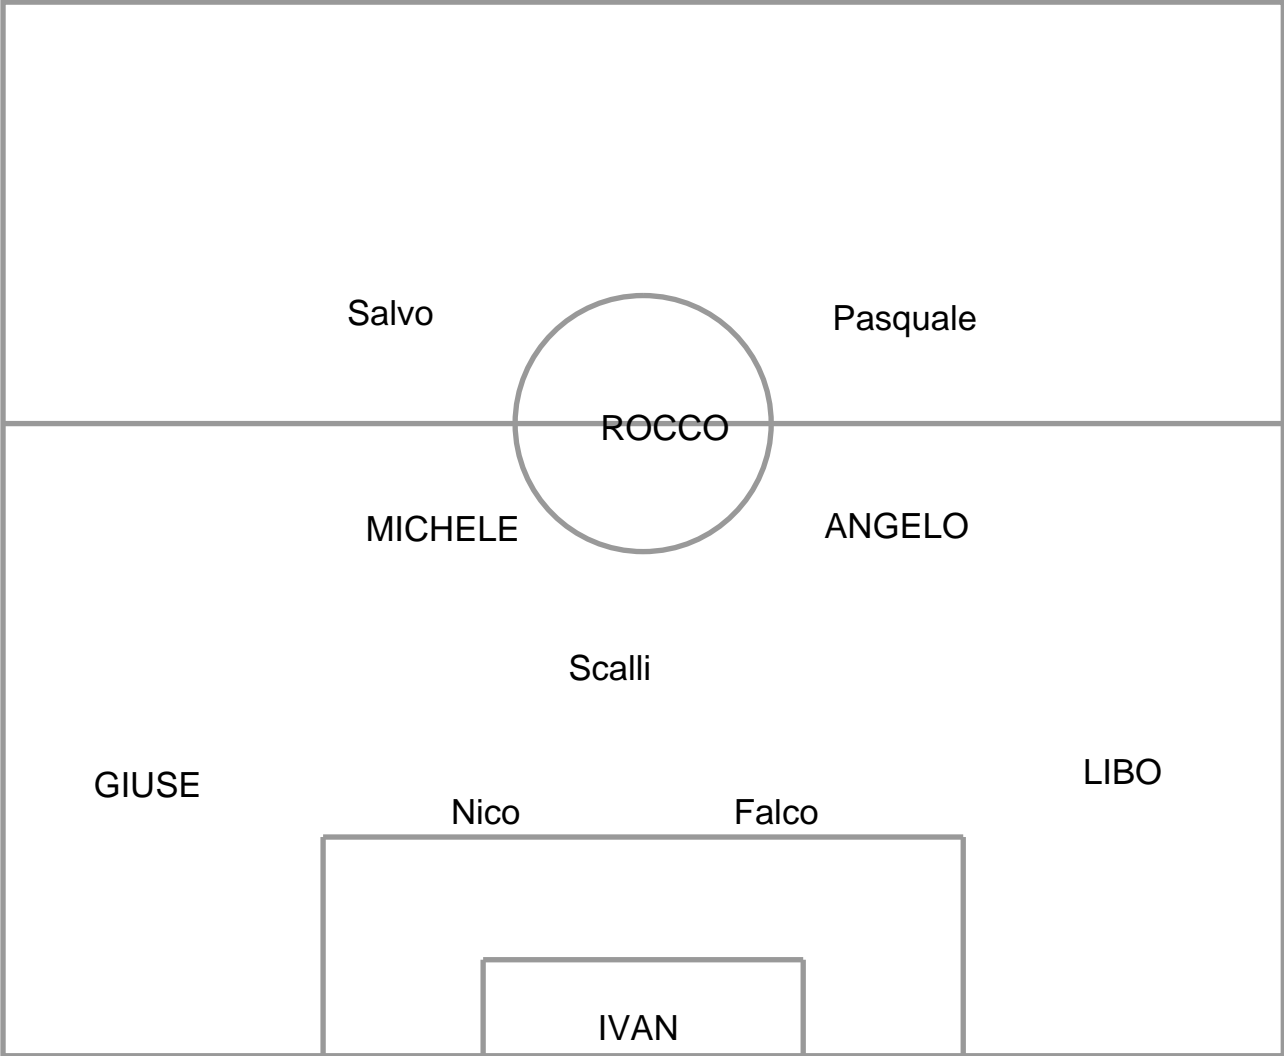 Salvo
Pasquale
ROCCO
MICHELE
ANGELO
Scalli
GIUSE
LIBO
Nico
Falco
IVAN